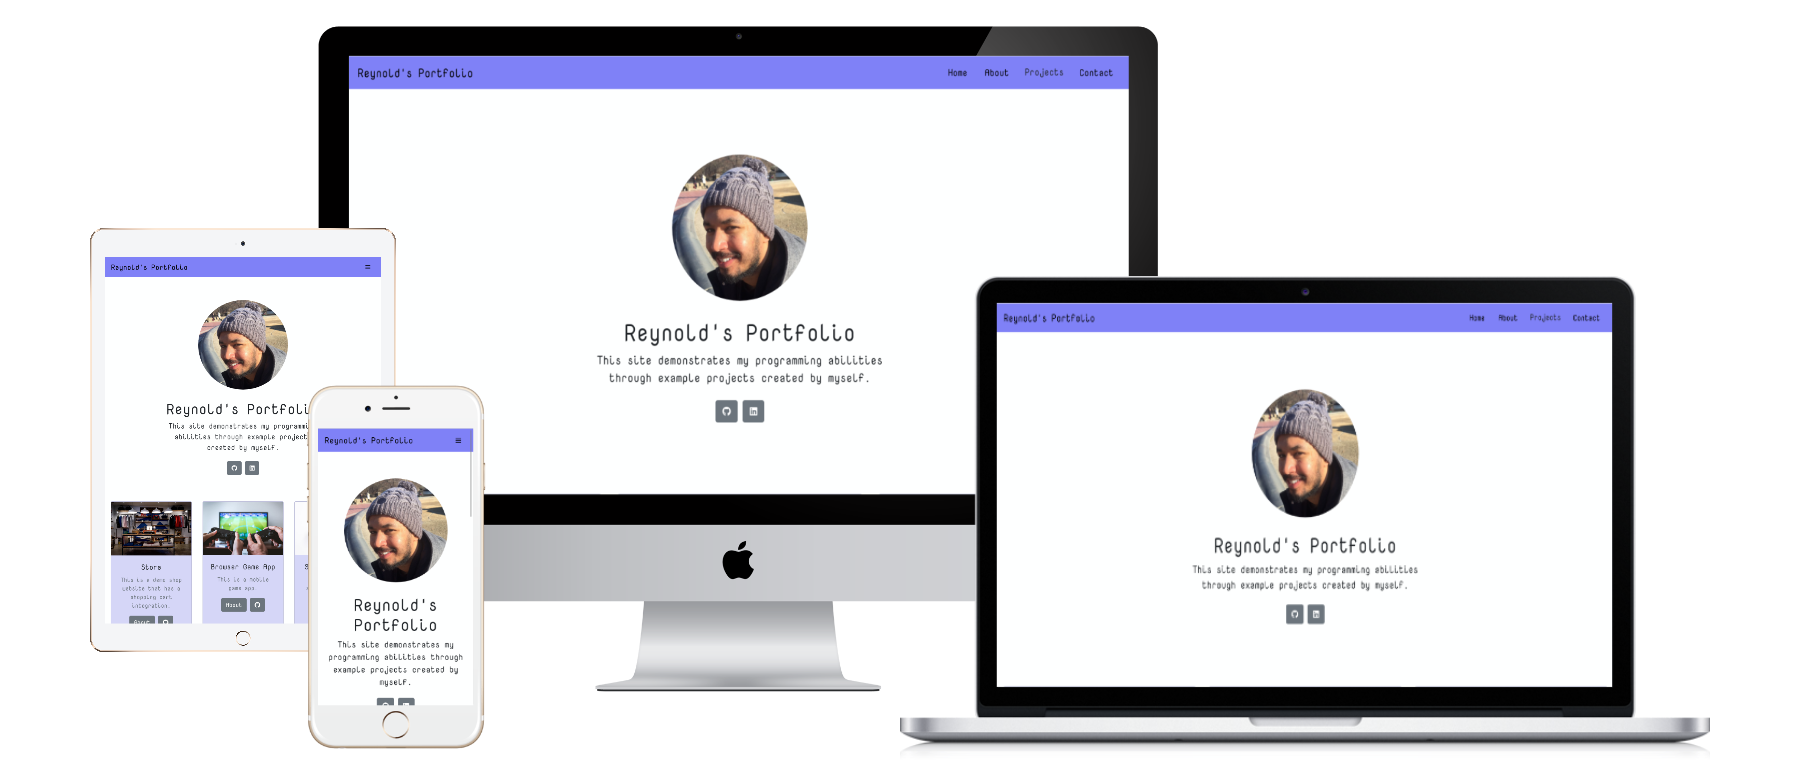 Reynold's Portfolio
Home About Projects Contact
Reynold's Portfolio
This site demonstrates my programming abilities
through example projects created by myself.
Reynold's Portfolio
Reynold's Portfoli
This site demonstrates my programmi
abilities through example project
created by myself.
Store
This is a demo shop
website that has a
shopping cart
integration.
About
Browser Game App
This is a mobile
game app.
About
S
Reynold's Portfolio
Reynold's
Portfolio
This site demonstrates my
programming abilities through
example projects created by
myself.
Reynold's Portfolio
Home About Projects Contact
Reynold's Portfolio
This site demonstrates my programming abilities
through example projects created by myself.